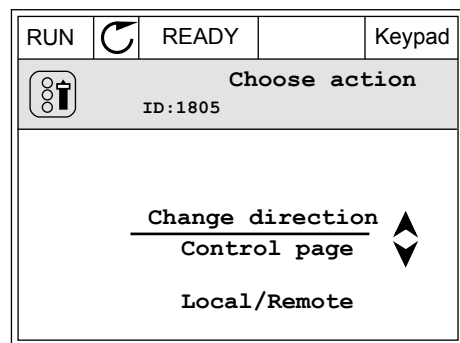 RUN READY Keypad
Choose action
ID:1805
Change direction
Control page
Local/Remote